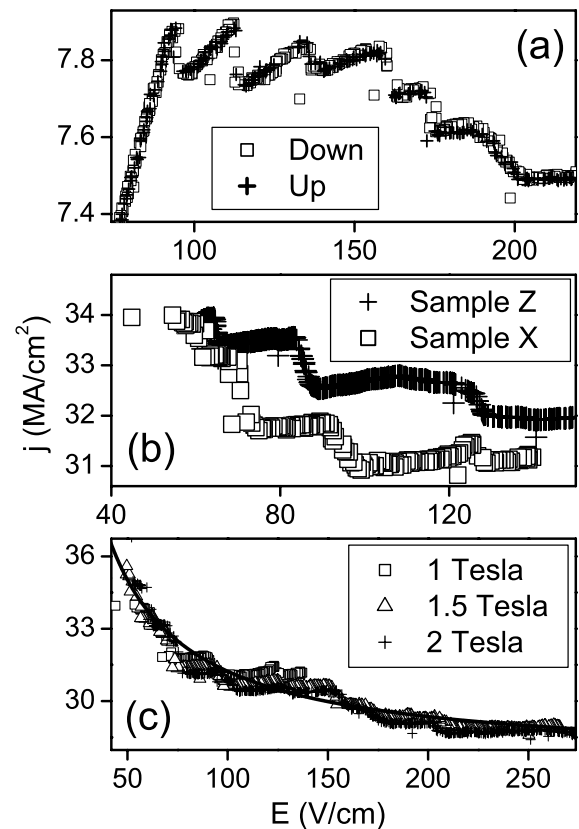 (a)
7.8
7.6
7.4
Down
Up
100
150
200
Sample Z
Sample X
34
33
32
31
j (MA/cm²)
(b)
40
80
120
36
33
30
1 Tesla
1.5 Tesla
2 Tesla
(c)
50
100
150
200
250
E (V/cm)